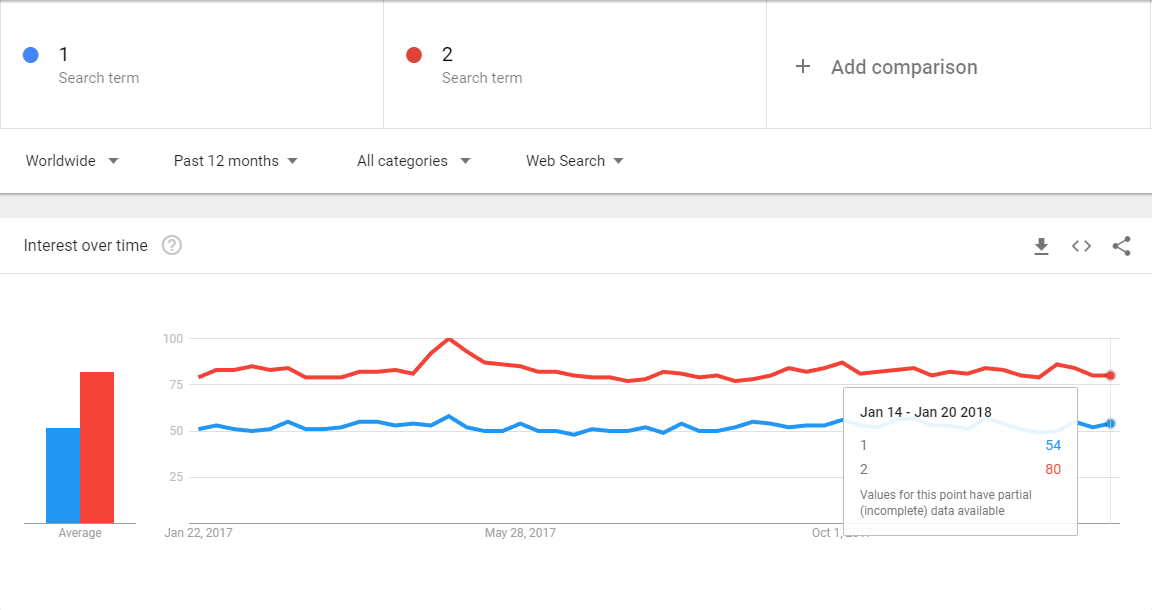 1
Search term
2
Search term
+ Add comparison
Worldwide
Past 12 months
All categories
Web Search
Interest over time ?
100
75
50
25
Average
Jan 22, 2017
May 28, 2017
Oct 1,
Jan 14 - Jan 20 2018
1 54
2 80
Values for this point have partial
(incomplete) data available